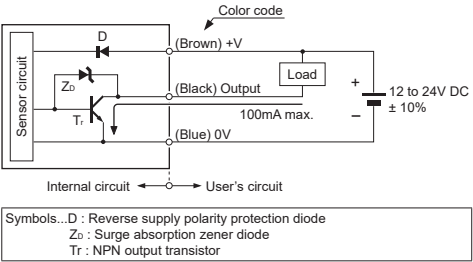 Color code
D
(Brown) +V
Sensor circuit
ZD
Load
(Black) Output
+
12 to 24V DC
± 10%
−
Tr
100mA max.
(Blue) 0V
Internal circuit
User's circuit
Symbols...D : Reverse supply polarity protection diode
ZD : Surge absorption zener diode
Tr : NPN output transistor